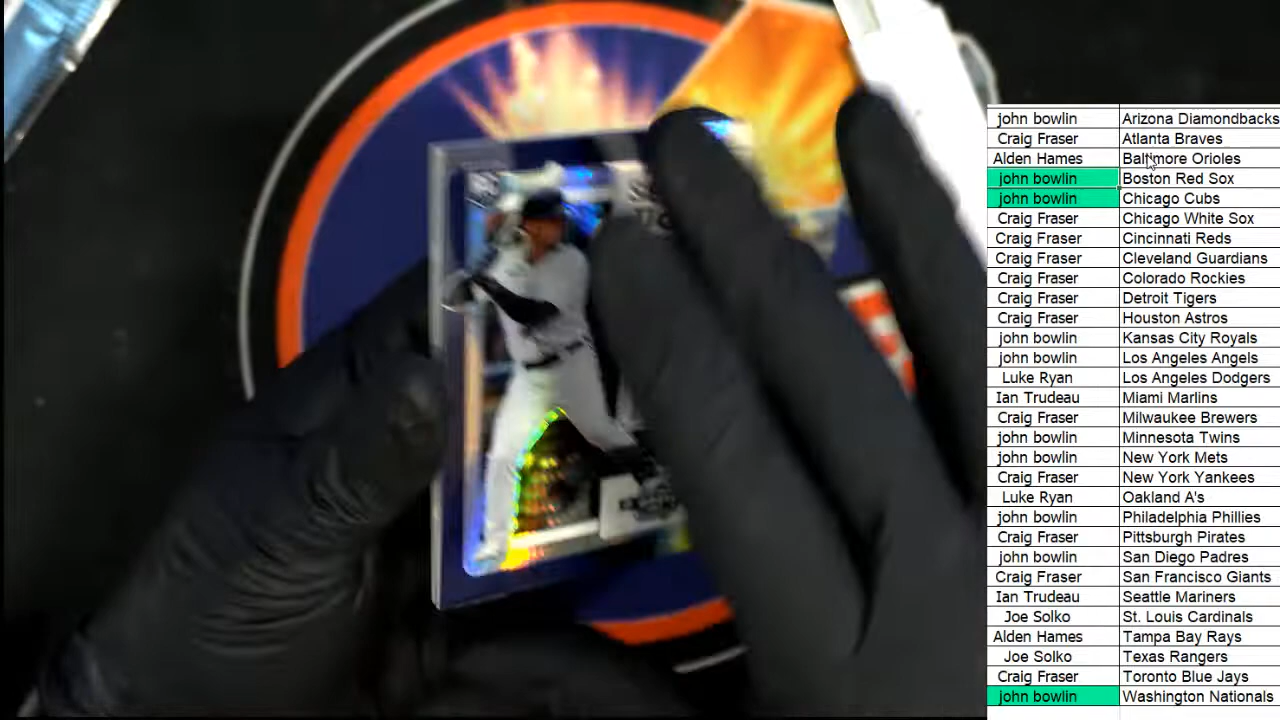 john bowlin Arizona Diamondbacks
Craig Fraser Atlanta Braves
Alden Hames Baltimore Orioles
john bowlin Boston Red Sox
john bowlin Chicago Cubs
Craig Fraser Chicago White Sox
Craig Fraser Cincinnati Reds
Craig Fraser Cleveland Guardians
Craig Fraser Colorado Rockies
Craig Fraser Detroit Tigers
Craig Fraser Houston Astros
john bowlin Kansas City Royals
john bowlin Los Angeles Angels
Luke Ryan Los Angeles Dodgers
Ian Trudeau Miami Marlins
Craig Fraser Milwaukee Brewers
john bowlin Minnesota Twins
john bowlin New York Mets
Craig Fraser New York Yankees
Luke Ryan Oakland A's
john bowlin Philadelphia Phillies
Craig Fraser Pittsburgh Pirates
john bowlin San Diego Padres
Craig Fraser San Francisco Giants
Ian Trudeau Seattle Mariners
Joe Solko St. Louis Cardinals
Alden Hames Tampa Bay Rays
Joe Solko Texas Rangers
Craig Fraser Toronto Blue Jays
john bowlin Washington Nationals